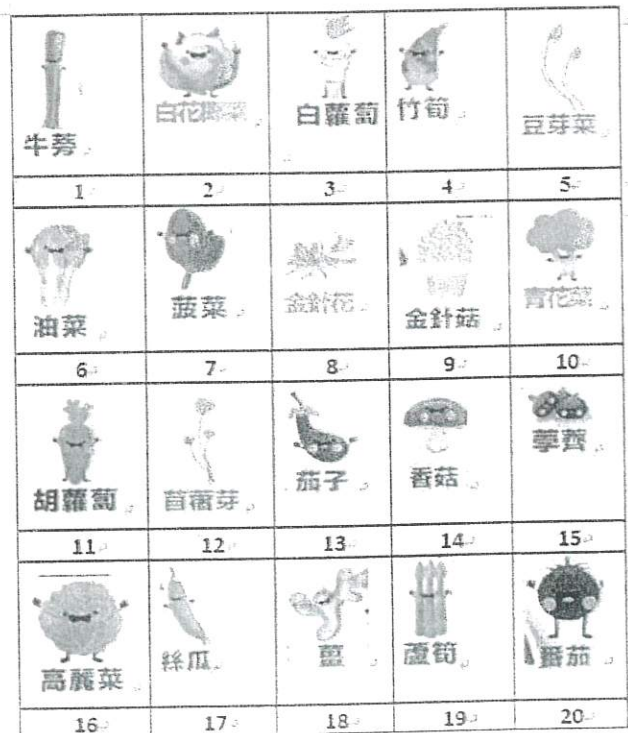 牛蒡
白花椰菜
白蘿蔔
竹筍
豆芽菜
1
2
3
4
5
油菜
菠菜
金針花
金針菇
青花菜
6
7
8
9
10
胡蘿蔔
苜蓿芽
茄子
香菇
荸薺
11
12
13
14
15
高麗菜
絲瓜
薑
蘆筍
番茄
16
17
18
19
20